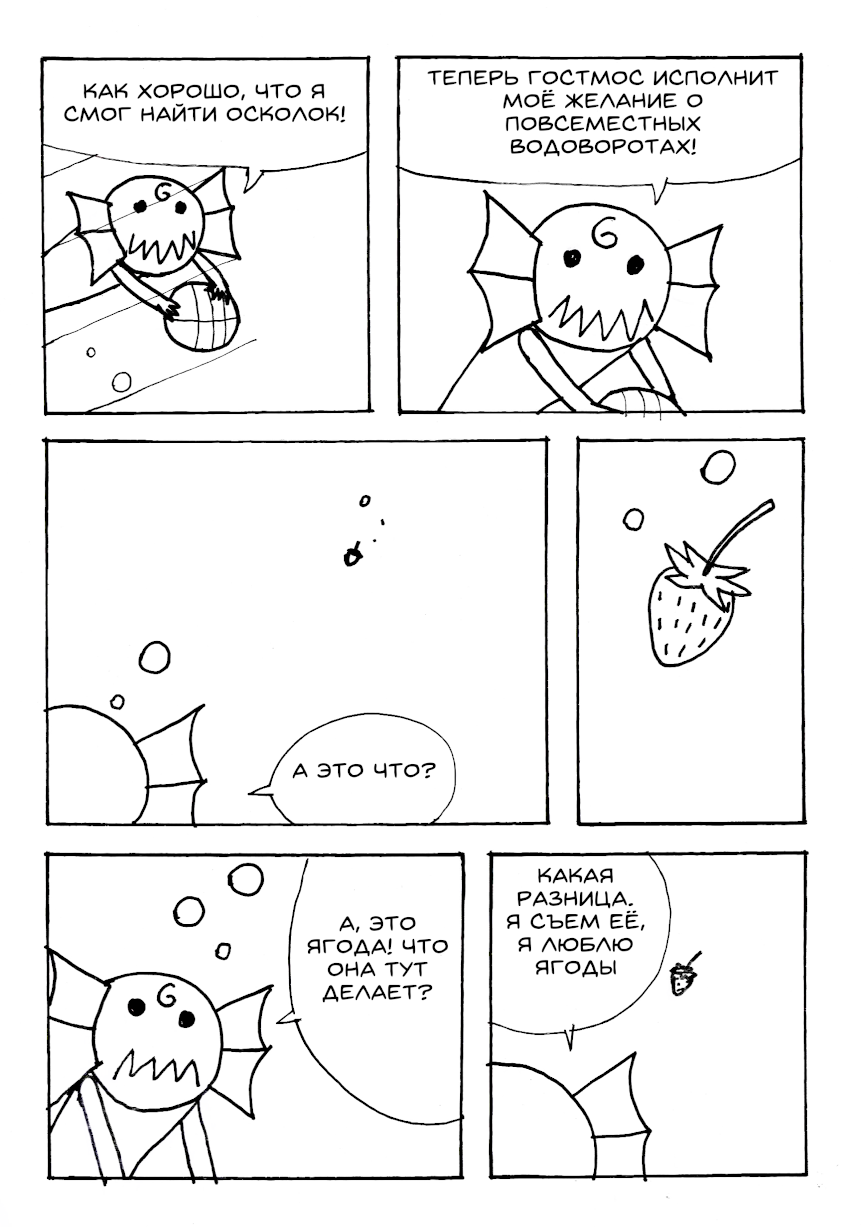 КАК ХОРОШО, ЧТО Я
СМОГ НАЙТИ ОСКОЛОК!
ТЕПЕРЬ ГОСТМОС ИСПОЛНИТ
МОЁ ЖЕЛАНИЕ О
ПОВСЕМЕСТНЫХ
ВОДОВОРОТАХ!
А ЭТО ЧТО?
А, ЭТО
ЯГОДА! ЧТО
ОНА ТУТ
ДЕЛАЕТ?
КАКАЯ
РАЗНИЦА.
Я СЪЕМ ЕЁ,
Я ЛЮБЛЮ
ЯГОДЫ